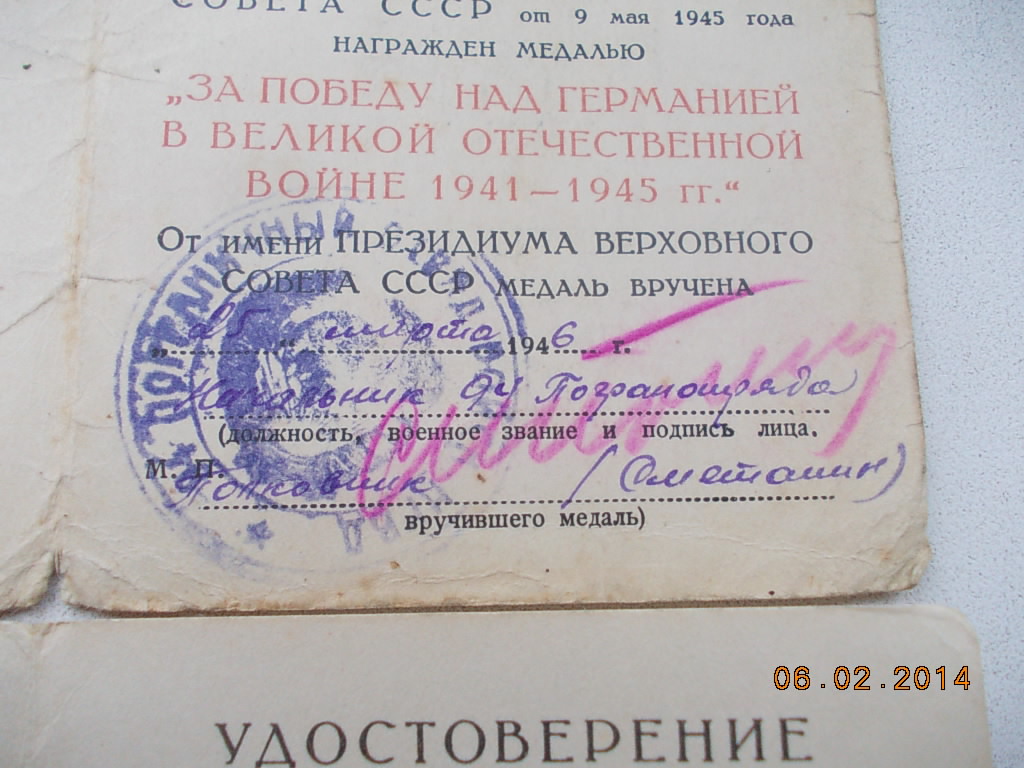 СОВЕТА СССР от 9 мая 1945 года
НАГРАЖДЕН МЕДАЛЬЮ
„ЗА ПОБЕДУ НАД ГЕРМАНИЕЙ
В ВЕЛИКОЙ ОТЕЧЕСТВЕННОЙ
ВОЙНЕ 1941—1945 гг.“
От имени ПРЕЗИДИУМА ВЕРХОВНОГО
СОВЕТА СССР МЕДАЛЬ ВРУЧЕНА
„25“ марта 1946 г.
Начальник 94 Погранотряда
(должность, военное звание и подпись лица,
М. П. Полковник (Сметанин)
вручившего медаль)
06.02.2014
УДОСТОВЕРЕНИЕ